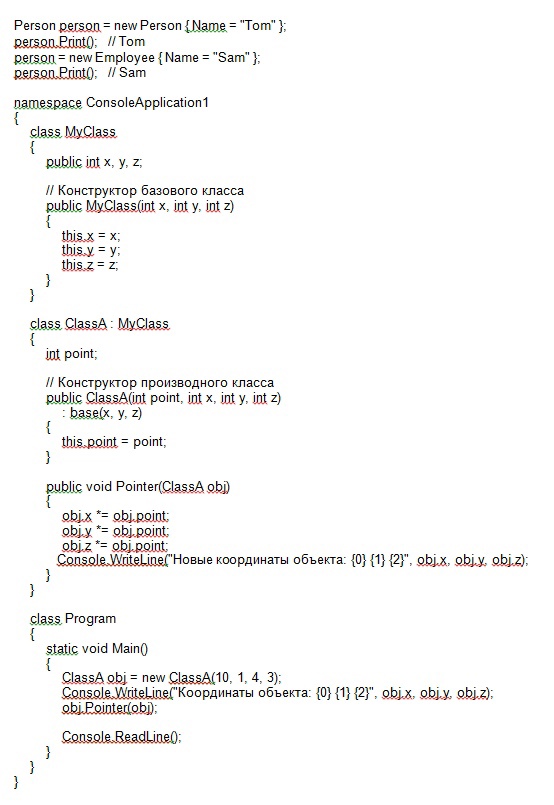 Person person = new Person { Name = "Tom" };
person.Print();   // Tom
person = new Employee { Name = "Sam" };
person.Print();   // Sam
namespace ConsoleApplication1
{
    class MyClass
    {
        public int x, y, z;
        // Конструктор базового класса
        public MyClass(int x, int y, int z)
        {
            this.x = x;
            this.y = y;
            this.z = z;
        }
    }
    class ClassA : MyClass
    {
        int point;
        // Конструктор производного класса
        public ClassA(int point, int x, int y, int z)
            : base(x, y, z)
        {
            this.point = point;
        }
        public void Pointer(ClassA obj)
        {
            obj.x *= obj.point;
            obj.y *= obj.point;
            obj.z *= obj.point;
            Console.WriteLine("Новые координаты объекта: {0} {1} {2}", obj.x, obj.y, obj.z);
        }
    }
    class Program
    {
        static void Main()
        {
            ClassA obj = new ClassA(10, 1, 4, 3);
            Console.WriteLine("Координаты объекта: {0} {1} {2}", obj.x, obj.y, obj.z);
            obj.Pointer(obj);
            Console.ReadLine();
        }
    }
}